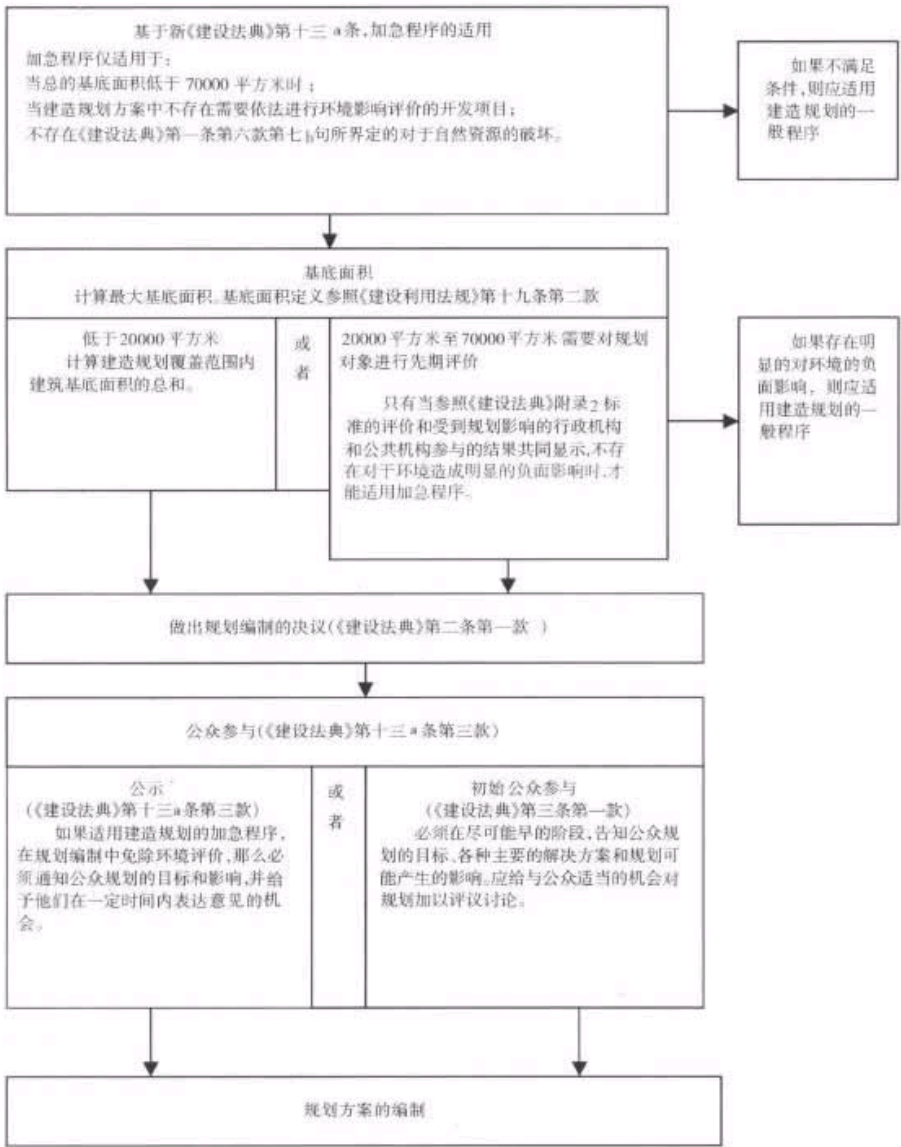 基于新《建设法典》第十三 a条,加急程序的适用
加急程序仅适用于:
当总的基底面积低于 70000 平方米时;
当建造规划方案中不存在需要依法进行环境影响评价的开发项目;
不存在《建设法典》第一条第六款第七b句所界定的对于自然资源的破坏。
如果不满足
条件,则应适用
建造规划的一
般程序
基底面积
计算最大基底面积。基底面积定义参照《建设利用法规》第十九条第二款
低于20000平方米
计算建造规划覆盖范围内
建筑基底面积的总和。
或
者
20000平方米至70000平方米 需要对规划
对象进行先期评价
只有当参照《建设法典》附录2 标
准的评价和受到规划影响的行政机构
和公共机构参与的结果共同显示,不存
在对于环境造成明显的负面影响时,才
能适用加急程序。
如果存在明
显的对环境的负
面影响, 则应适
用建造规划的一
般程序
做出规划编制的决议(《建设法典》第二条第一款 )
公众参与(《建设法典》第十三a条第三款)
公示
(《建设法典》第十三a条第三款)
如果适用建造规划的加急程序,
在规划编制中免除环境评价,那么必
须通知公众规划的目标和影响,并给
予他们在一定时间内表达意见的机
会。
或
者
初始公众参与
(《建设法典》第三条第一款)
必须在尽可能早的阶段,告知公众规
划的目标、各种主要的解决方案和规划可
能产生的影响。应给与公众适当的机会对
规划加以评议讨论。
规划方案的编制